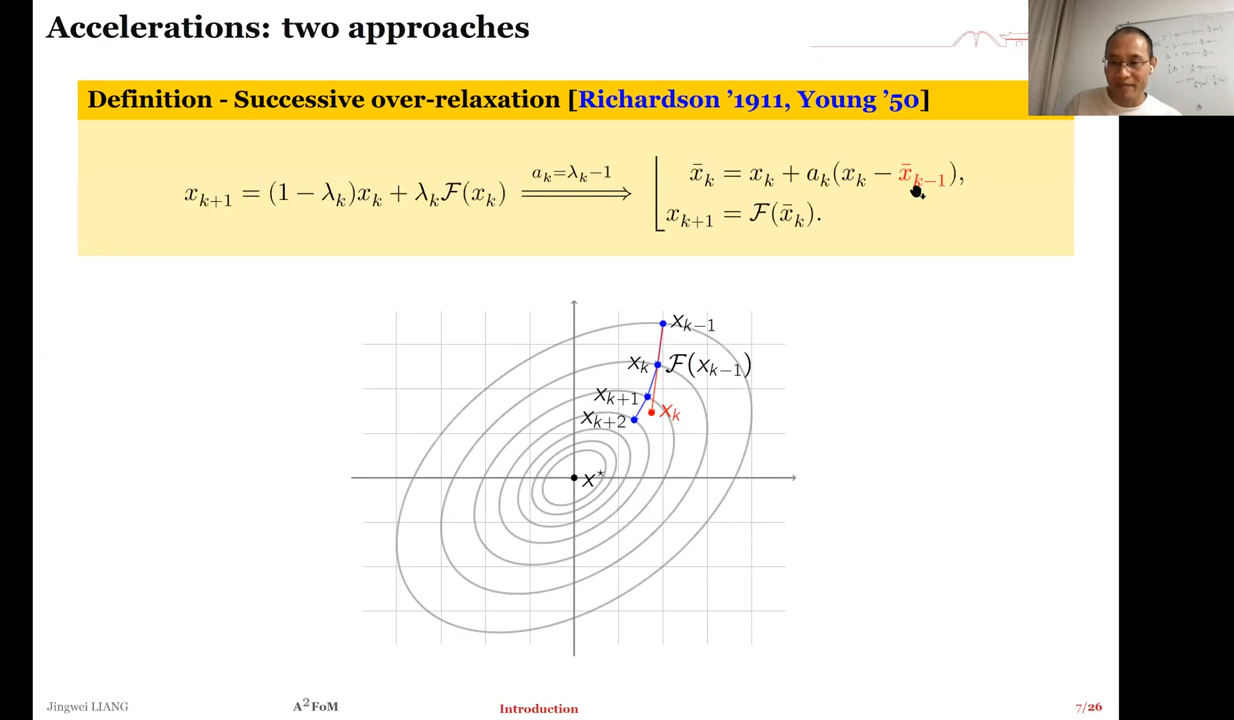 Accelerations: two approaches
Definition - Successive over-relaxation [Richardson ’1911, Young ’50]
x_{k+1} = (1 − λ_k)x_k + λ_kℱ(x_k) a_k=λ_k−1 ⟹ x̄_k = x_k + a_k(x_k − x̄_{k−1}),
x_{k+1} = ℱ(x̄_k).
x_{k−1}
x_k ℱ(x_{k−1})
x_{k+1}
x_k
x_{k+2}
x^⋆
Jingwei LIANG A²FoM Introduction 7/26